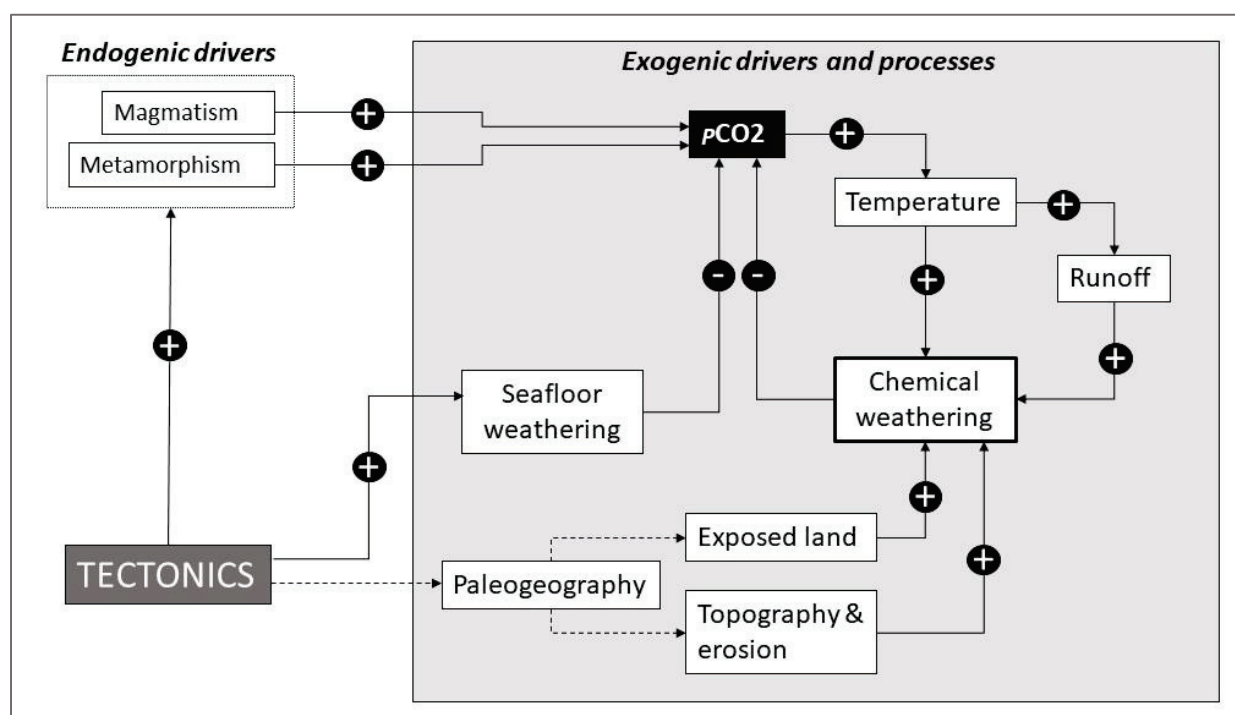 Endogenic drivers
Exogenic drivers and processes
Magmatism
+
Metamorphism
+
pCO2
+
Temperature
+
Runoff
-
-
+
+
+
Seafloor
weathering
Chemical
weathering
+
+
Exposed land
TECTONICS
Paleogeography
+
Topography &
erosion